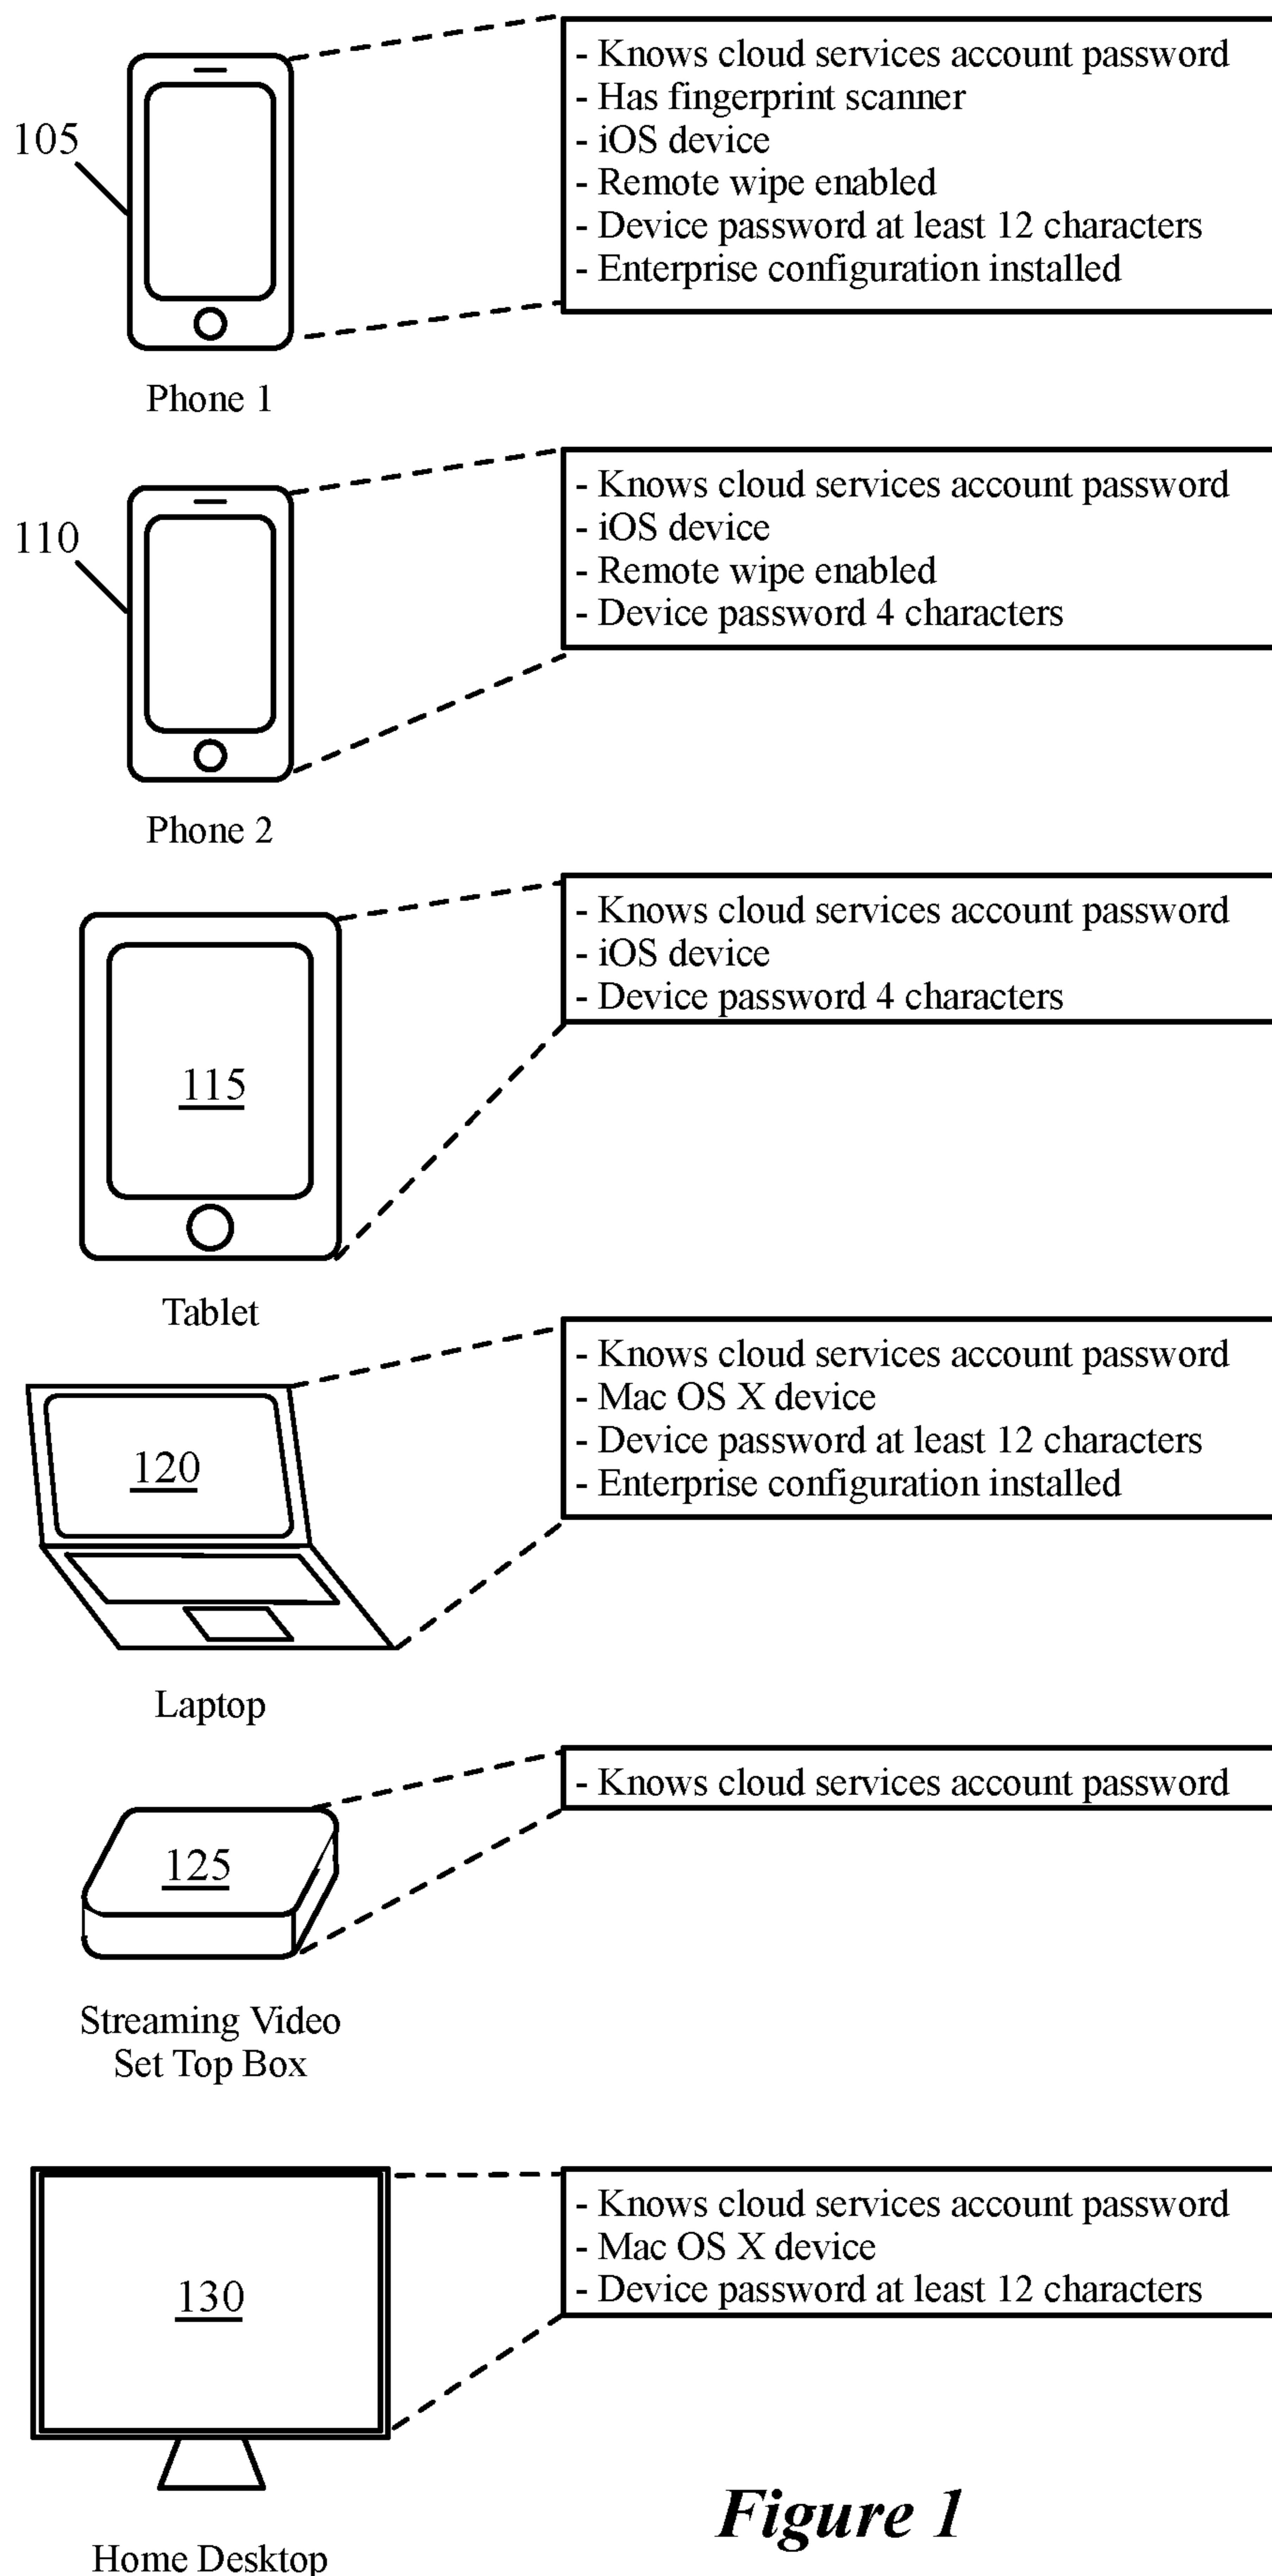 - Knows cloud services account password
- Has fingerprint scanner
- iOS device
- Remote wipe enabled
- Device password at least 12 characters
- Enterprise configuration installed
105
Phone 1
- Knows cloud services account password
- iOS device
- Remote wipe enabled
- Device password 4 characters
110
Phone 2
- Knows cloud services account password
- iOS device
- Device password 4 characters
115
Tablet
- Knows cloud services account password
- Mac OS X device
- Device password at least 12 characters
- Enterprise configuration installed
120
Laptop
- Knows cloud services account password
125
Streaming Video
Set Top Box
- Knows cloud services account password
- Mac OS X device
- Device password at least 12 characters
130
Home Desktop
Figure 1